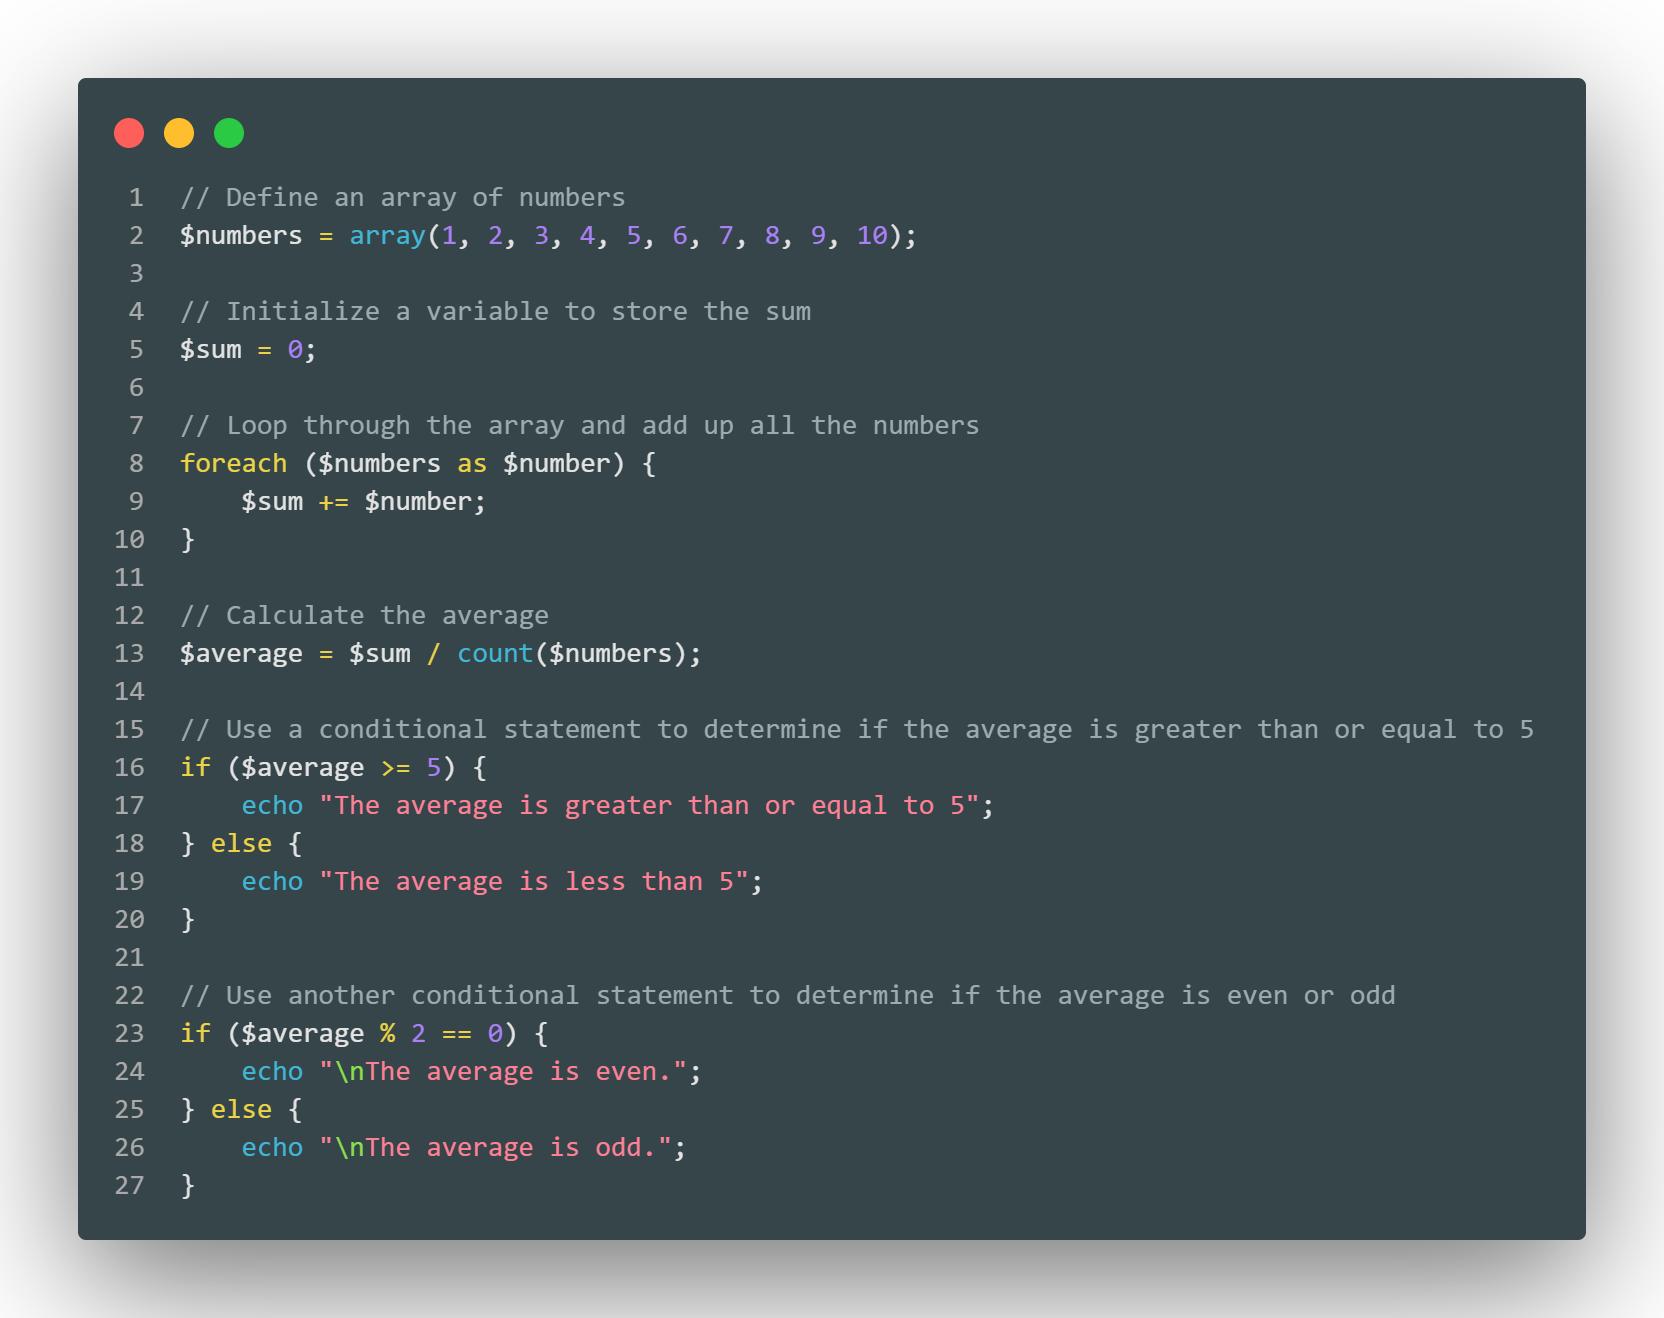 1 // Define an array of numbers
2 $numbers = array(1, 2, 3, 4, 5, 6, 7, 8, 9, 10);
3
4 // Initialize a variable to store the sum
5 $sum = 0;
6
7 // Loop through the array and add up all the numbers
8 foreach ($numbers as $number) {
9     $sum += $number;
10 }
11
12 // Calculate the average
13 $average = $sum / count($numbers);
14
15 // Use a conditional statement to determine if the average is greater than or equal to 5
16 if ($average >= 5) {
17     echo "The average is greater than or equal to 5";
18 } else {
19     echo "The average is less than 5";
20 }
21
22 // Use another conditional statement to determine if the average is even or odd
23 if ($average % 2 == 0) {
24     echo "\nThe average is even.";
25 } else {
26     echo "\nThe average is odd.";
27 }